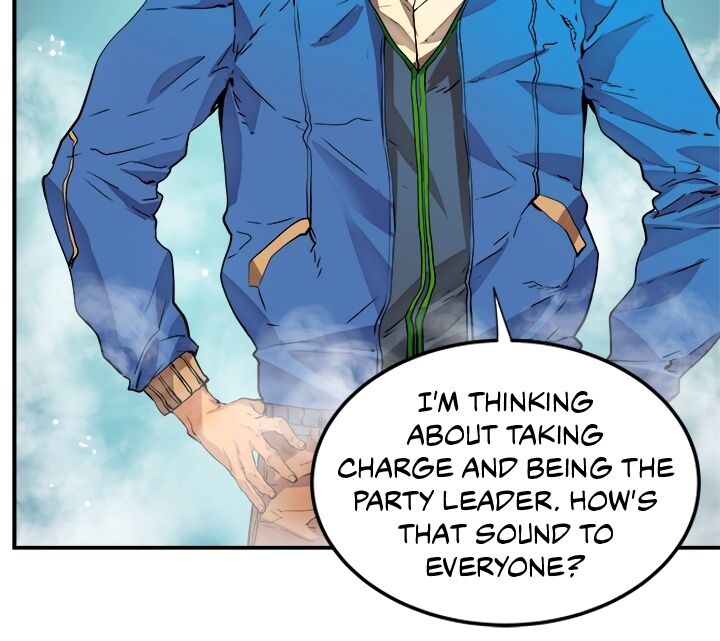 I'M THINKING
ABOUT TAKING
CHARGE AND BEING THE
PARTY LEADER. HOW'S
THAT SOUND TO
EVERYONE?